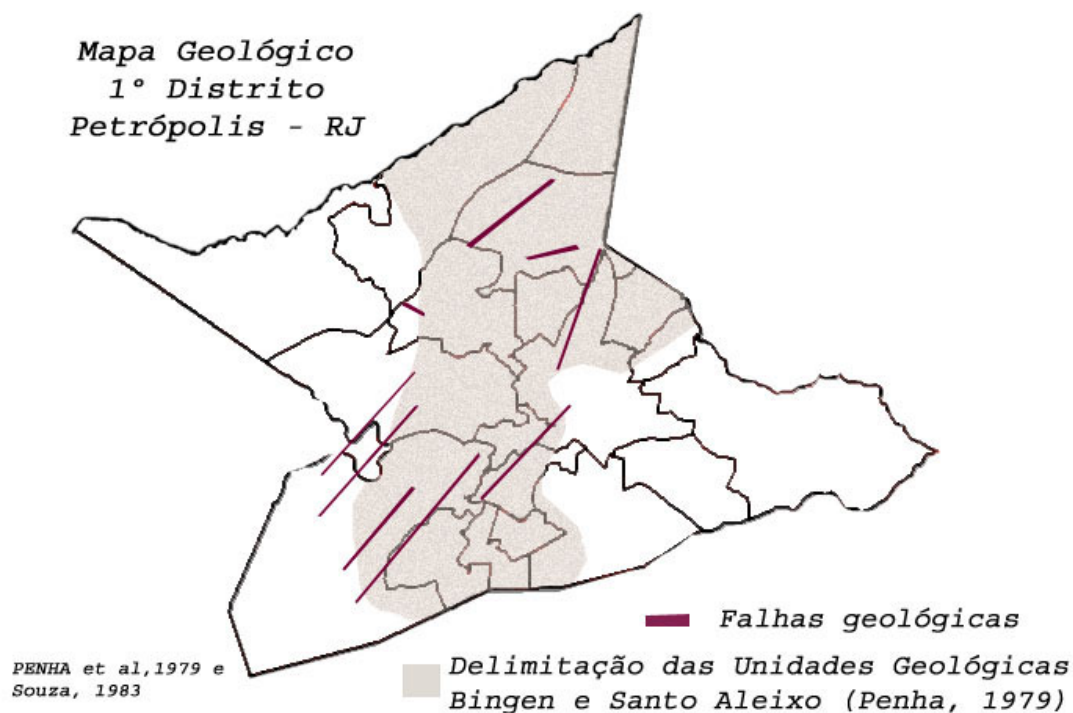 Mapa Geológico
1º Distrito
Petrópolis - RJ
Falhas geológicas
Delimitação das Unidades Geológicas
Bingen e Santo Aleixo (Penha, 1979)
PENHA et al,1979 e
Souza, 1983